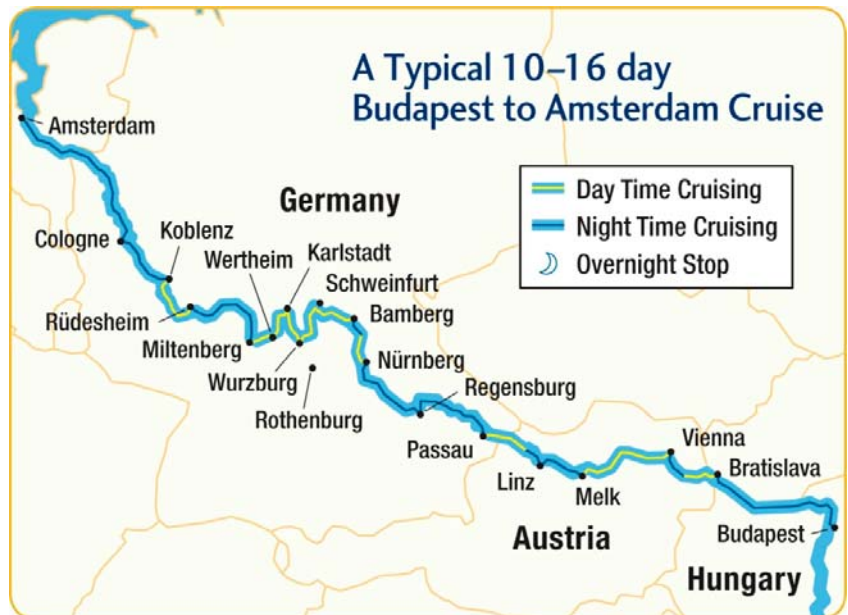 A Typical 10–16 day
Budapest to Amsterdam Cruise
Amsterdam
Day Time Cruising
Night Time Cruising
Overnight Stop
Germany
Cologne
Koblenz
Wertheim
Karlstadt
Schweinfurt
Rüdesheim
Bamberg
Miltenberg
Nürnberg
Wurzburg
Regensburg
Rothenburg
Passau
Vienna
Linz
Bratislava
Melk
Austria
Budapest
Hungary